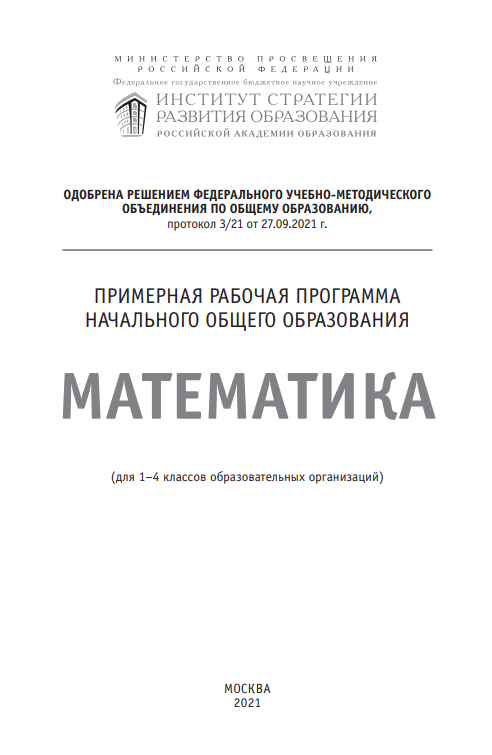 МИНИСТЕРСТВО ПРОСВЕЩЕНИЯ
РОССИЙСКОЙ ФЕДЕРАЦИИ
Федеральное государственное бюджетное научное учреждение
ИНСТИТУТ СТРАТЕГИИ
РАЗВИТИЯ ОБРАЗОВАНИЯ
РОССИЙСКОЙ АКАДЕМИИ ОБРАЗОВАНИЯ
ОДОБРЕНА РЕШЕНИЕМ ФЕДЕРАЛЬНОГО УЧЕБНО-МЕТОДИЧЕСКОГО
ОБЪЕДИНЕНИЯ ПО ОБЩЕМУ ОБРАЗОВАНИЮ,
протокол 3/21 от 27.09.2021 г.
ПРИМЕРНАЯ РАБОЧАЯ ПРОГРАММА
НАЧАЛЬНОГО ОБЩЕГО ОБРАЗОВАНИЯ
МАТЕМАТИКА
(для 1–4 классов образовательных организаций)
МОСКВА
2021